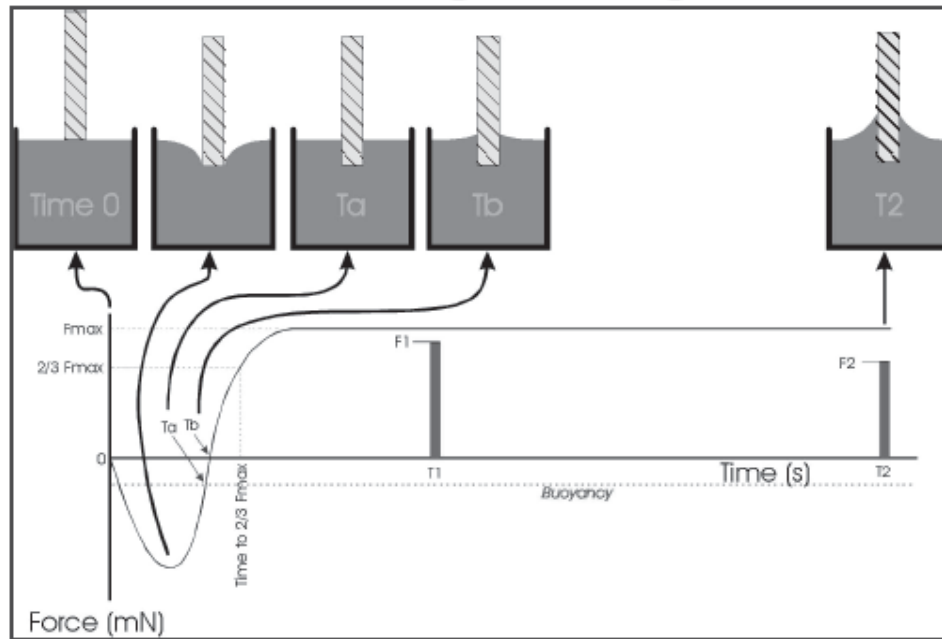 Time 0
Ta
Tb
T2
Fmax
2/3 Fmax
F1
F2
Ta
Tb
0
T1
Time (s)
T2
Buoyancy
Time to 2/3 Fmax
Force (mN)